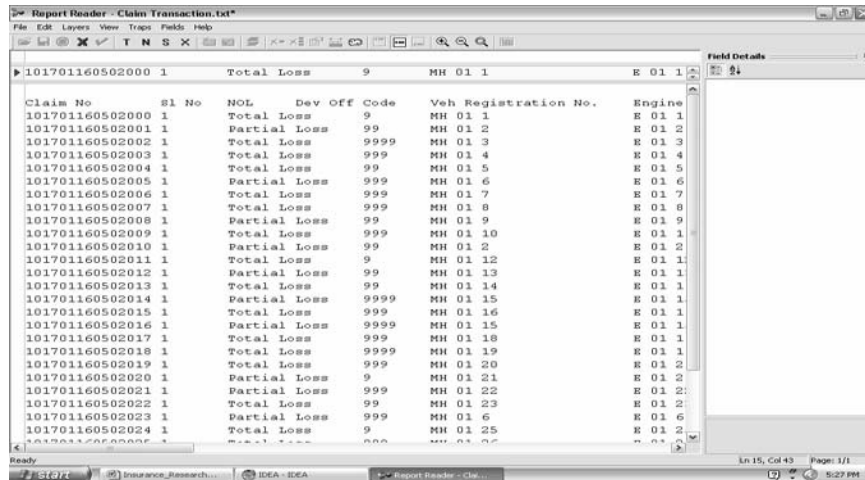 Report Reader - Claim Transaction.txt*
File Edit Layers View Traps Fields Help
T N S
Field Details
101701160502000 1 Total Loss 9 MH 01 1 E 01 1
Claim No Sl No NOL Dev Off Code Veh Registration No. Engine
101701160502000 1 Total Loss 9 MH 01 1 E 01 1
101701160502001 1 Partial Loss 99 MH 01 2 E 01 2
101701160502002 1 Total Loss 9999 MH 01 3 E 01 3
101701160502003 1 Total Loss 999 MH 01 4 E 01 4
101701160502004 1 Total Loss 99 MH 01 5 E 01 5
101701160502005 1 Partial Loss 999 MH 01 6 E 01 6
101701160502006 1 Total Loss 999 MH 01 7 E 01 7
101701160502007 1 Total Loss 999 MH 01 8 E 01 8
101701160502008 1 Partial Loss 99 MH 01 9 E 01 9
101701160502009 1 Total Loss 999 MH 01 10 E 01 1
101701160502010 1 Partial Loss 99 MH 01 2 E 01 2
101701160502011 1 Total Loss 9 MH 01 12 E 01 1
101701160502012 1 Partial Loss 99 MH 01 13 E 01 1
101701160502013 1 Total Loss 99 MH 01 14 E 01 1
101701160502014 1 Partial Loss 9999 MH 01 15 E 01 1
101701160502015 1 Total Loss 999 MH 01 16 E 01 1
101701160502016 1 Partial Loss 9999 MH 01 15 E 01 1
101701160502017 1 Total Loss 999 MH 01 18 E 01 1
101701160502018 1 Total Loss 9999 MH 01 19 E 01 1
101701160502019 1 Total Loss 999 MH 01 20 E 01 2
101701160502020 1 Partial Loss 9 MH 01 21 E 01 2
101701160502021 1 Partial Loss 999 MH 01 22 E 01 2
101701160502022 1 Total Loss 99 MH 01 23 E 01 2
101701160502023 1 Partial Loss 999 MH 01 6 E 01 6
101701160502024 1 Total Loss 9 MH 01 25 E 01 2
Ready Ln 15, Col 43 Page: 1/1
start Insurance_Research... IDEA - IDEA Report Reader - Clai... 5:27 PM